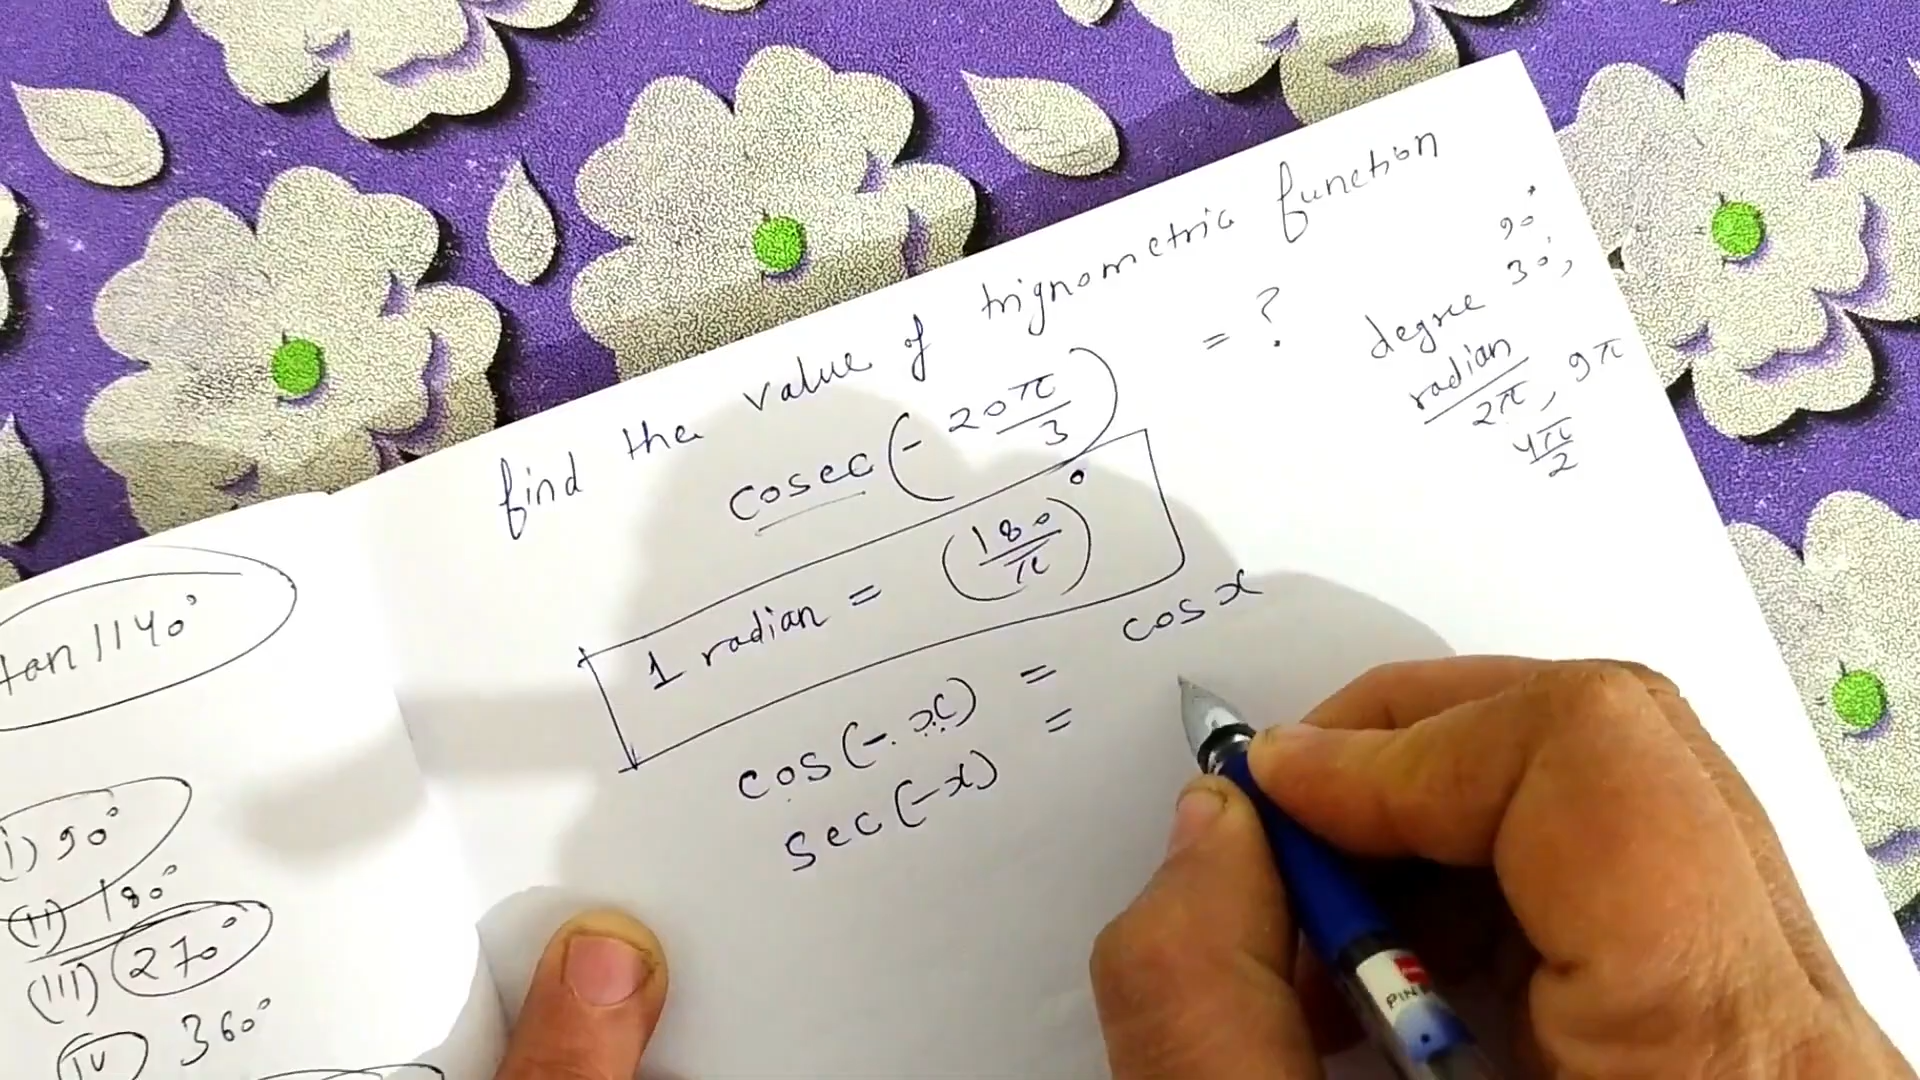 find the value of trignometric function
cosec (- 20π/3) = ?
1 radian = (180/π)°
cos (-x) = cos x
sec (-x) =
90°
degree 30°,
radian
2π, 9π
4π/2
tan 1140°
i) 90°
(ii) 180°
(iii) 270°
iv) 360°
PIN